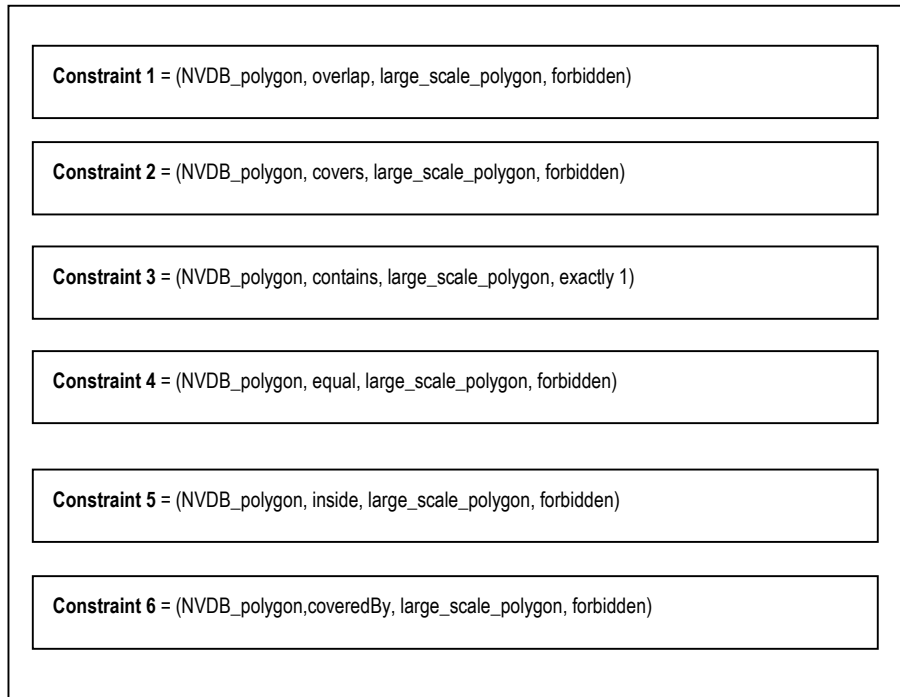 Constraint 1 = (NVDB_polygon, overlap, large_scale_polygon, forbidden)
Constraint 2 = (NVDB_polygon, covers, large_scale_polygon, forbidden)
Constraint 3 = (NVDB_polygon, contains, large_scale_polygon, exactly 1)
Constraint 4 = (NVDB_polygon, equal, large_scale_polygon, forbidden)
Constraint 5 = (NVDB_polygon, inside, large_scale_polygon, forbidden)
Constraint 6 = (NVDB_polygon,coveredBy, large_scale_polygon, forbidden)